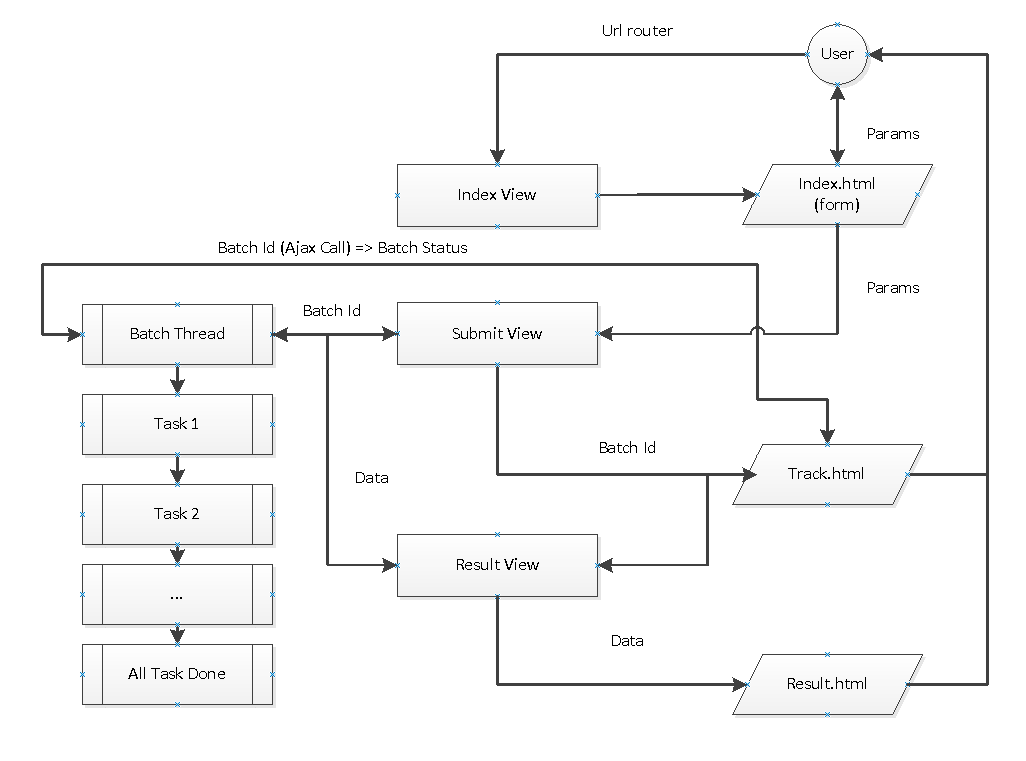 Url router
User
Params
Index View
Index.html
(form)
Batch Id (Ajax Call) => Batch Status
Params
Batch Id
Batch Thread
Submit View
Task 1
Batch Id
Data
Track.html
Task 2
Result View
...
Data
All Task Done
Result.html